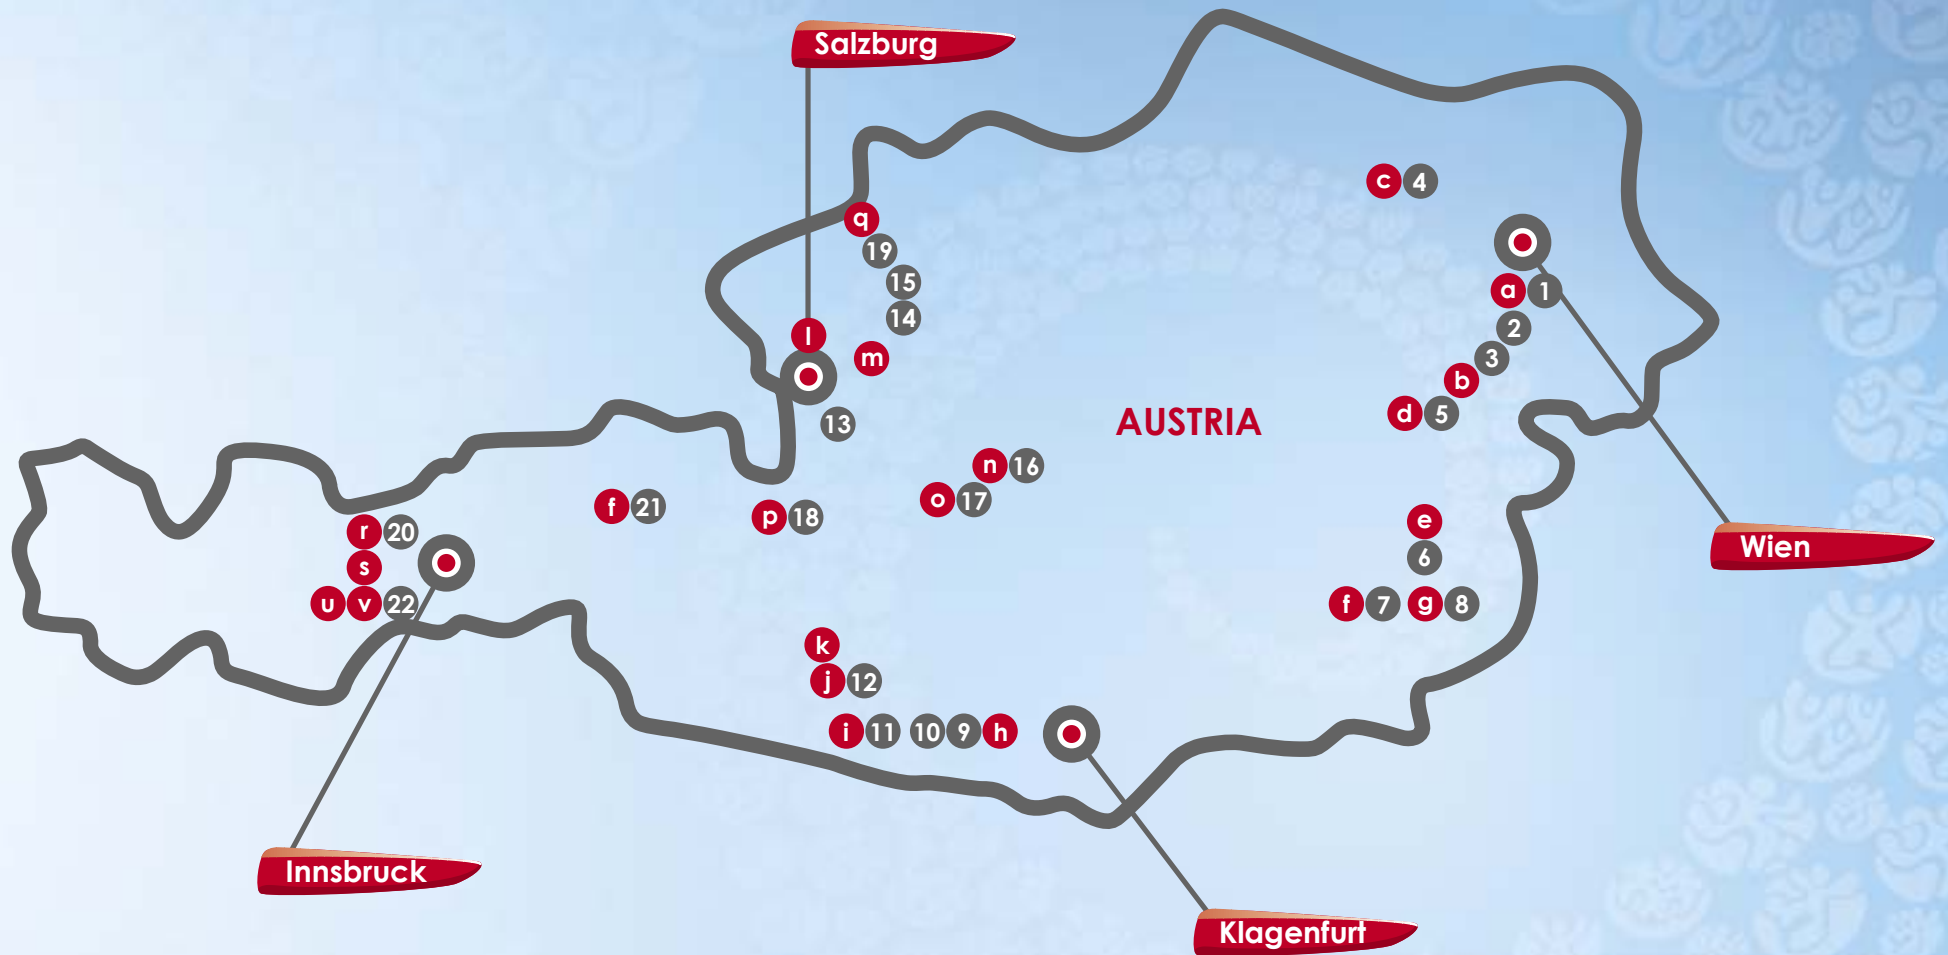 Salzburg
c 4
q
19
15
a 1
14
2
l
m
3
b
d 5
13
AUSTRIA
n 16
o 17
f 21
p 18
e
r 20
Wien
6
s
u v 22
f 7 g 8
k
j 12
i 11 10 9 h
Innsbruck
Klagenfurt